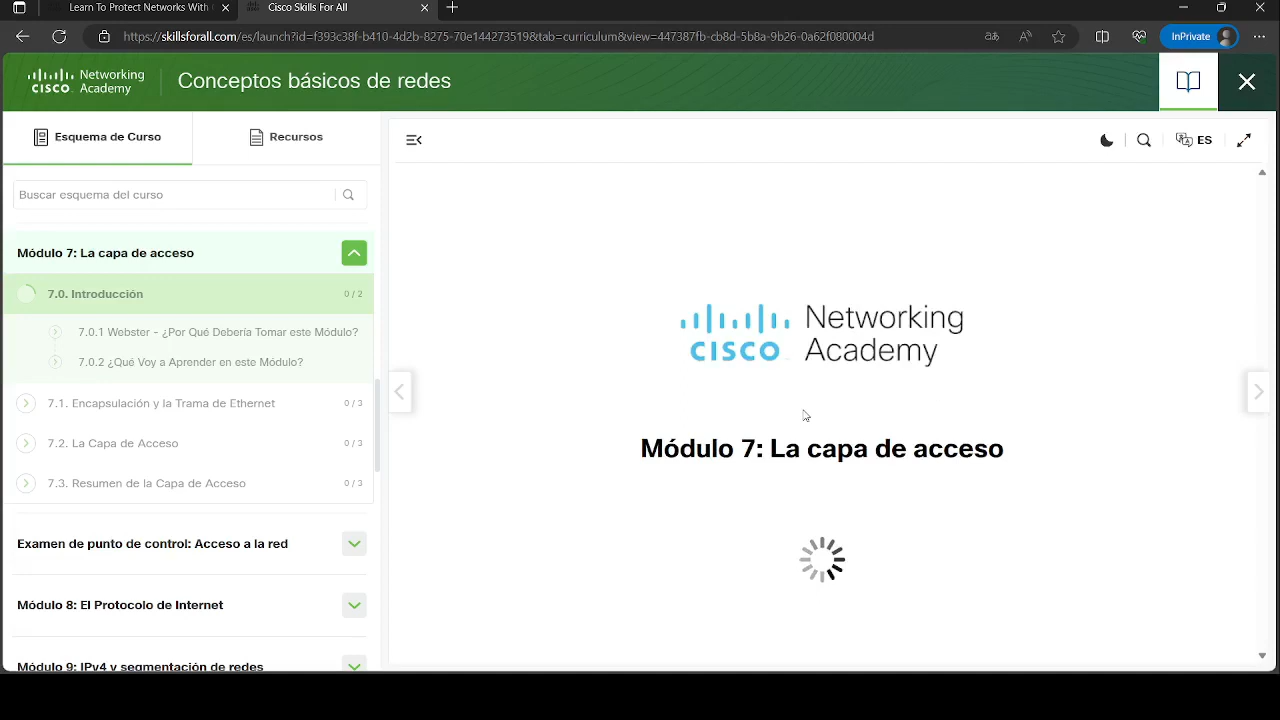 Learn To Protect Networks With
Cisco Skills For All
https://skillsforall.com/es/launch?id=f393c38f-b410-4d2b-8275-70e144273519&tab=curriculum&view=447387fb-cb8d-5b8a-9b26-0a62f080004d
InPrivate
CISCO Networking Academy
Conceptos básicos de redes
Esquema de Curso
Recursos
ES
Buscar esquema del curso
Módulo 7: La capa de acceso
7.0. Introducción 0 / 2
7.0.1 Webster - ¿Por Qué Debería Tomar este Módulo?
7.0.2 ¿Qué Voy a Aprender en este Módulo?
7.1. Encapsulación y la Trama de Ethernet 0 / 3
7.2. La Capa de Acceso 0 / 3
7.3. Resumen de la Capa de Acceso 0 / 3
Examen de punto de control: Acceso a la red
Módulo 8: El Protocolo de Internet
Módulo 9: IPv4 y segmentación de redes
CISCO Networking
Academy
Módulo 7: La capa de acceso